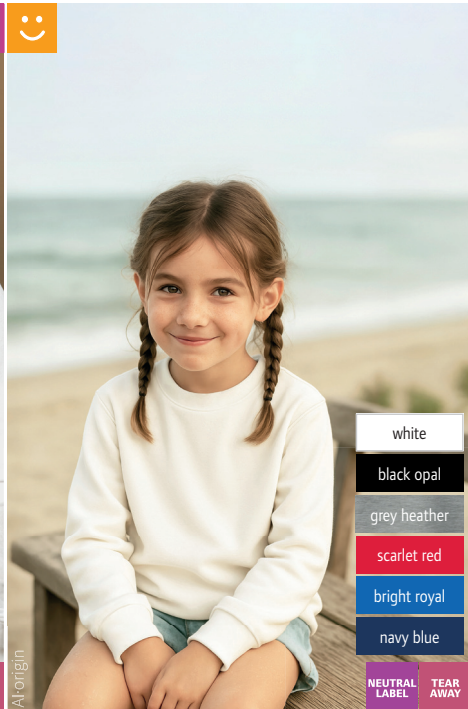 white
black opal
grey heather
scarlet red
bright royal
navy blue
NEUTRAL
LABEL
TEAR
AWAY
AI·origin